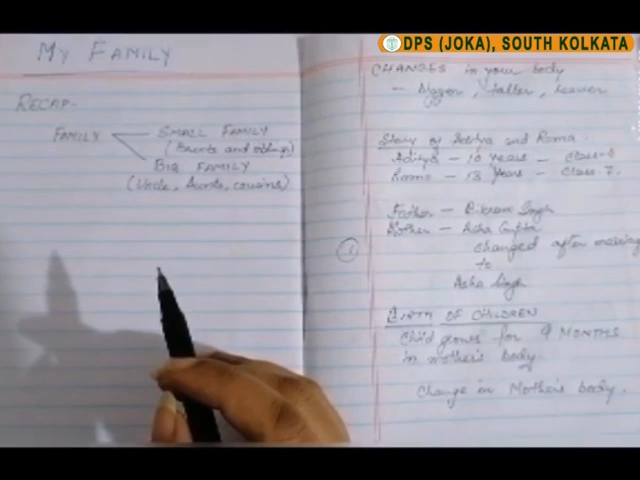 DPS (JOKA), SOUTH KOLKATA
MY FAMILY
RECAP-
FAMILY
SMALL FAMILY
(Parents and siblings)
BIG FAMILY
(Uncle, Aunts, cousins)
CHANGES in your body
- Bigger, taller, heavier
Story of Aditya and Roma.
Aditya - 10 years - class-
Roma - 13 years - class-7.
Father - Bikram Singh
Mother - Asha Gupta
changed after marriage
to
Asha Singh
BIRTH OF CHILDREN
Child grows for 9 MONTHS
in mother's body.
Change in Mother's body.